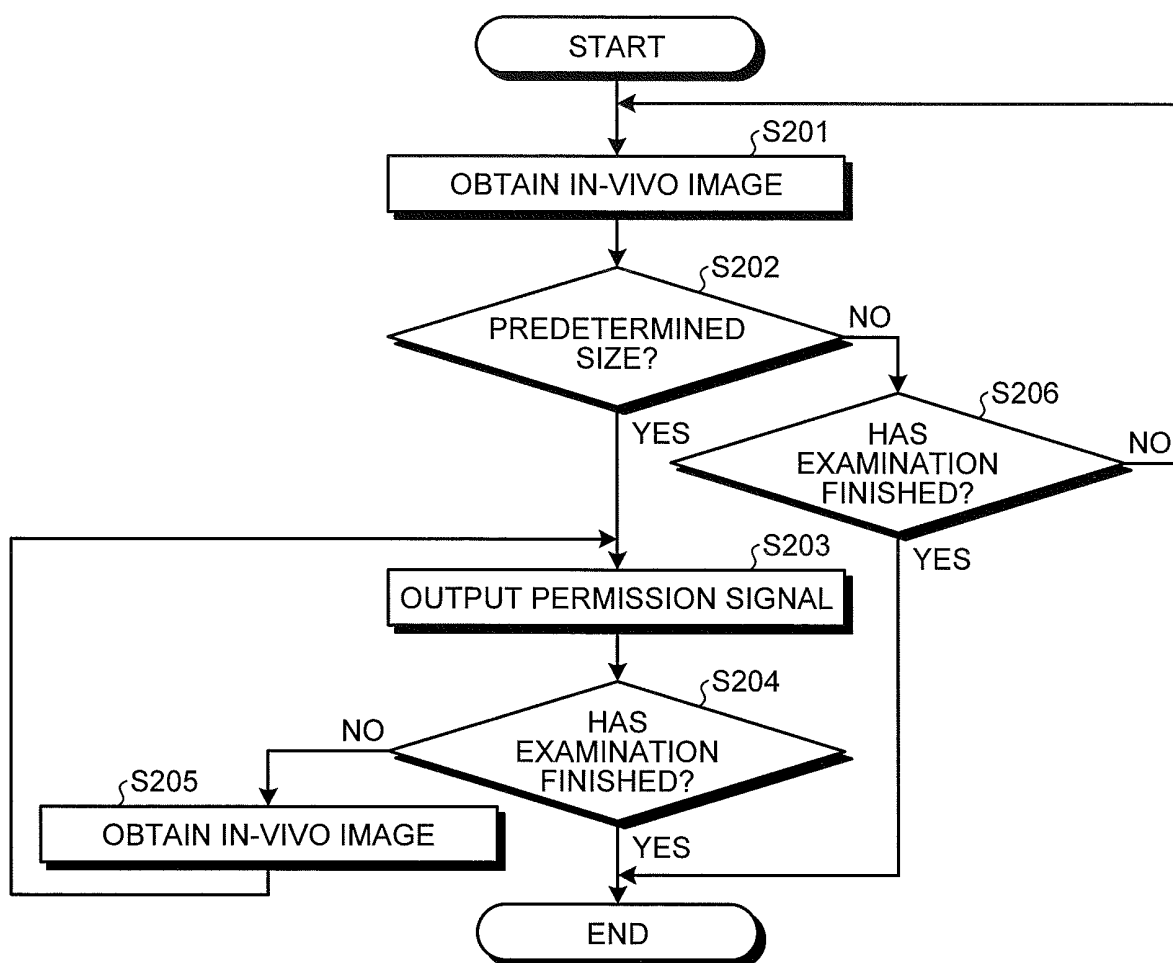 START
S201
OBTAIN IN-VIVO IMAGE
S202
PREDETERMINED
SIZE?
NO
YES
S206
HAS
EXAMINATION
FINISHED?
NO
YES
S203
OUTPUT PERMISSION SIGNAL
S204
HAS
EXAMINATION
FINISHED?
NO
YES
S205
OBTAIN IN-VIVO IMAGE
END